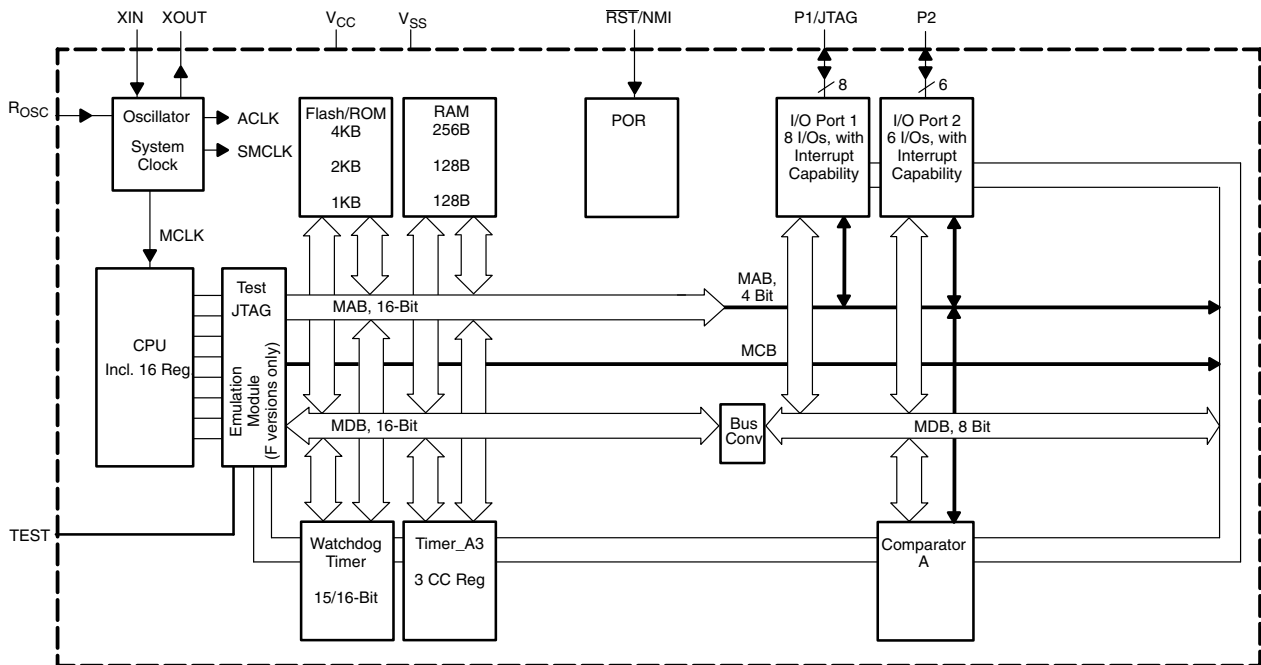 XIN
XOUT
VCC
VSS
RST/NMI
P1/JTAG
P2
8
6
ROSC
Oscillator
System
Clock
ACLK
SMCLK
MCLK
Flash/ROM
4KB
2KB
1KB
RAM
256B
128B
128B
POR
I/O Port 1
8 I/Os, with
Interrupt
Capability
I/O Port 2
6 I/Os, with
Interrupt
Capability
CPU
Incl. 16 Reg.
Test
JTAG
Emulation
Module
(F versions only)
MAB, 16-Bit
MAB,
4 Bit
MCB
MDB, 16-Bit
Bus
Conv
MDB, 8 Bit
TEST
Watchdog
Timer
15/16-Bit
Timer_A3
3 CC Reg
Comparator
A